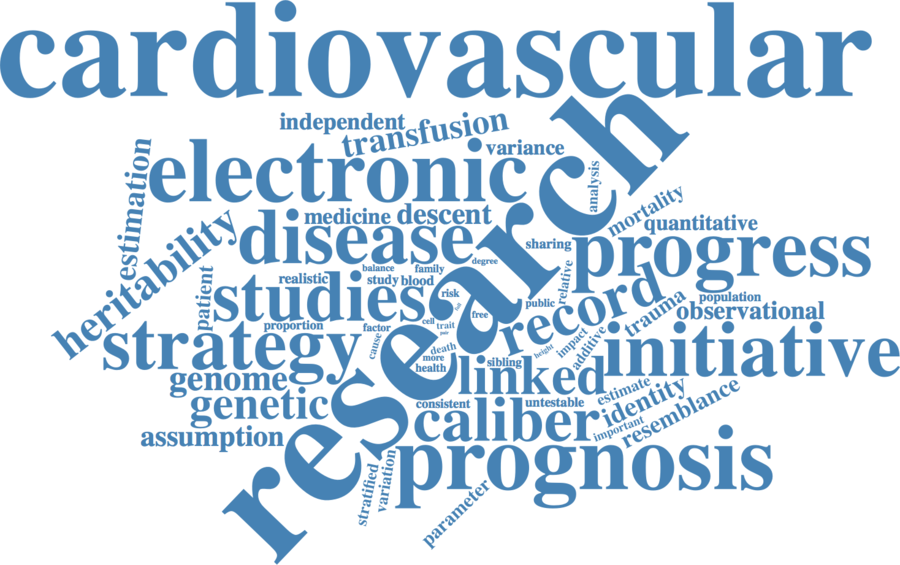 cardiovascular
research
independent
transfusion
variance
electronic
estimation
analysis
mortality
medicine
descent
quantitative
heritability
disease
sharing
progress
degree
balance
family
patient
realistic
study
blood
relative
studies
risk
public
record
population
trauma
observational
free
proportion
factor
cell
trait
strategy
cause
death
more
health
height
impact
additive
initiative
sibling
linked
genome
genetic
consistent
untestable
estimate
identity
caliber
important
resemblance
assumption
prognosis
stratified
variation
parameter